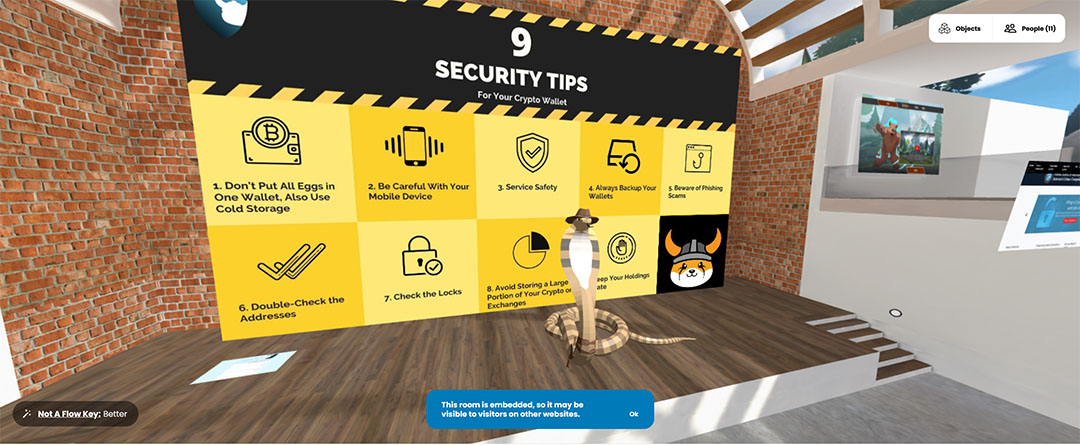 Objects
People (11)
9
SECURITY TIPS
For Your Crypto Wallet
1. Don't Put All Eggs in
One Wallet, Also Use
Cold Storage
2. Be Careful With Your
Mobile Device
3. Service Safety
4. Always Backup Your
Wallets
5. Beware of Phishing
Scams
6. Double-Check the
Addresses
7. Check the Locks
8. Avoid Storing a Large
Portion of Your Crypto on
Exchanges
eep Your Holdings
ate
Not A Flow Key: Better
This room is embedded, so it may be
visible to visitors on other websites.
Ok